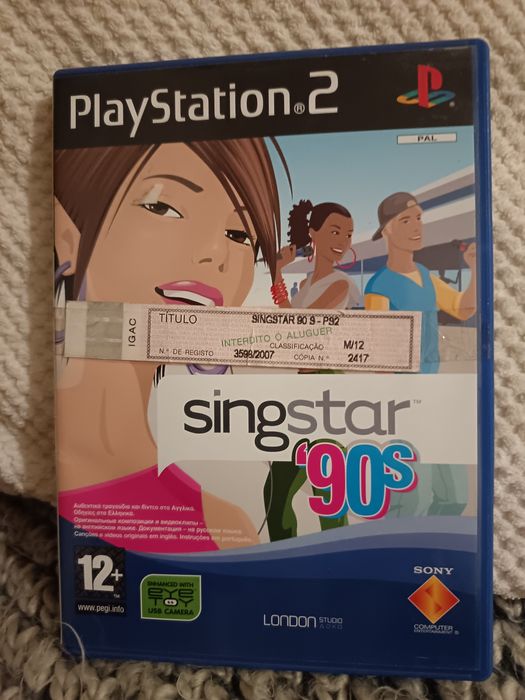 PlayStation®2
PAL
IGAC
TÍTULO SINGSTAR 90 S - PS2
INTERDITO O ALUGUER
CLASSIFICAÇÃO M/12
N.º DE REGISTO 3598/2007 CÓPIA N.º 2417
singstar™
'90s
Αυθεντικά τραγούδια και βίντεο στα Αγγλικά.
Οδηγίες στα Ελληνικά.
Оригинальные композиции и видеоклипы –
на английском языке. Документация – на русском языке.
Canções e vídeos originais em inglês. Instruções em português.
12+
www.pegi.info
ENHANCED WITH
EYE
TOY
USB CAMERA
LONDON STUDIO
SONY
COMPUTER
ENTERTAINMENT®